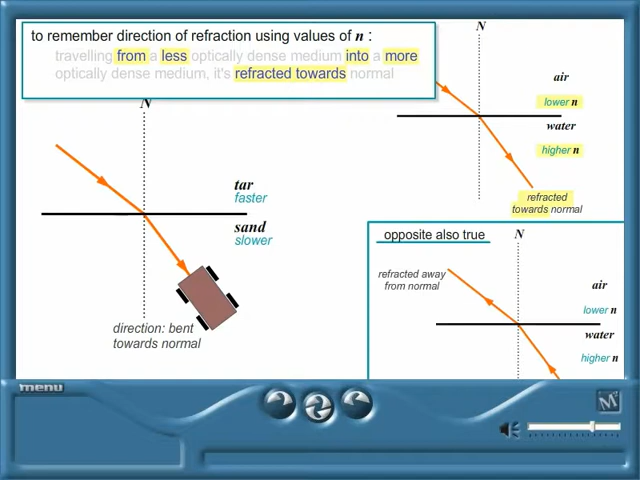 to remember direction of refraction using values of n :
travelling from a less optically dense medium into a more
optically dense medium, it's refracted towards normal
N
air
lower n
water
higher n
refracted
towards normal
N
tar
faster
sand
slower
direction: bent
towards normal
opposite also true
N
refracted away
from normal
air
lower n
water
higher n
menu
M